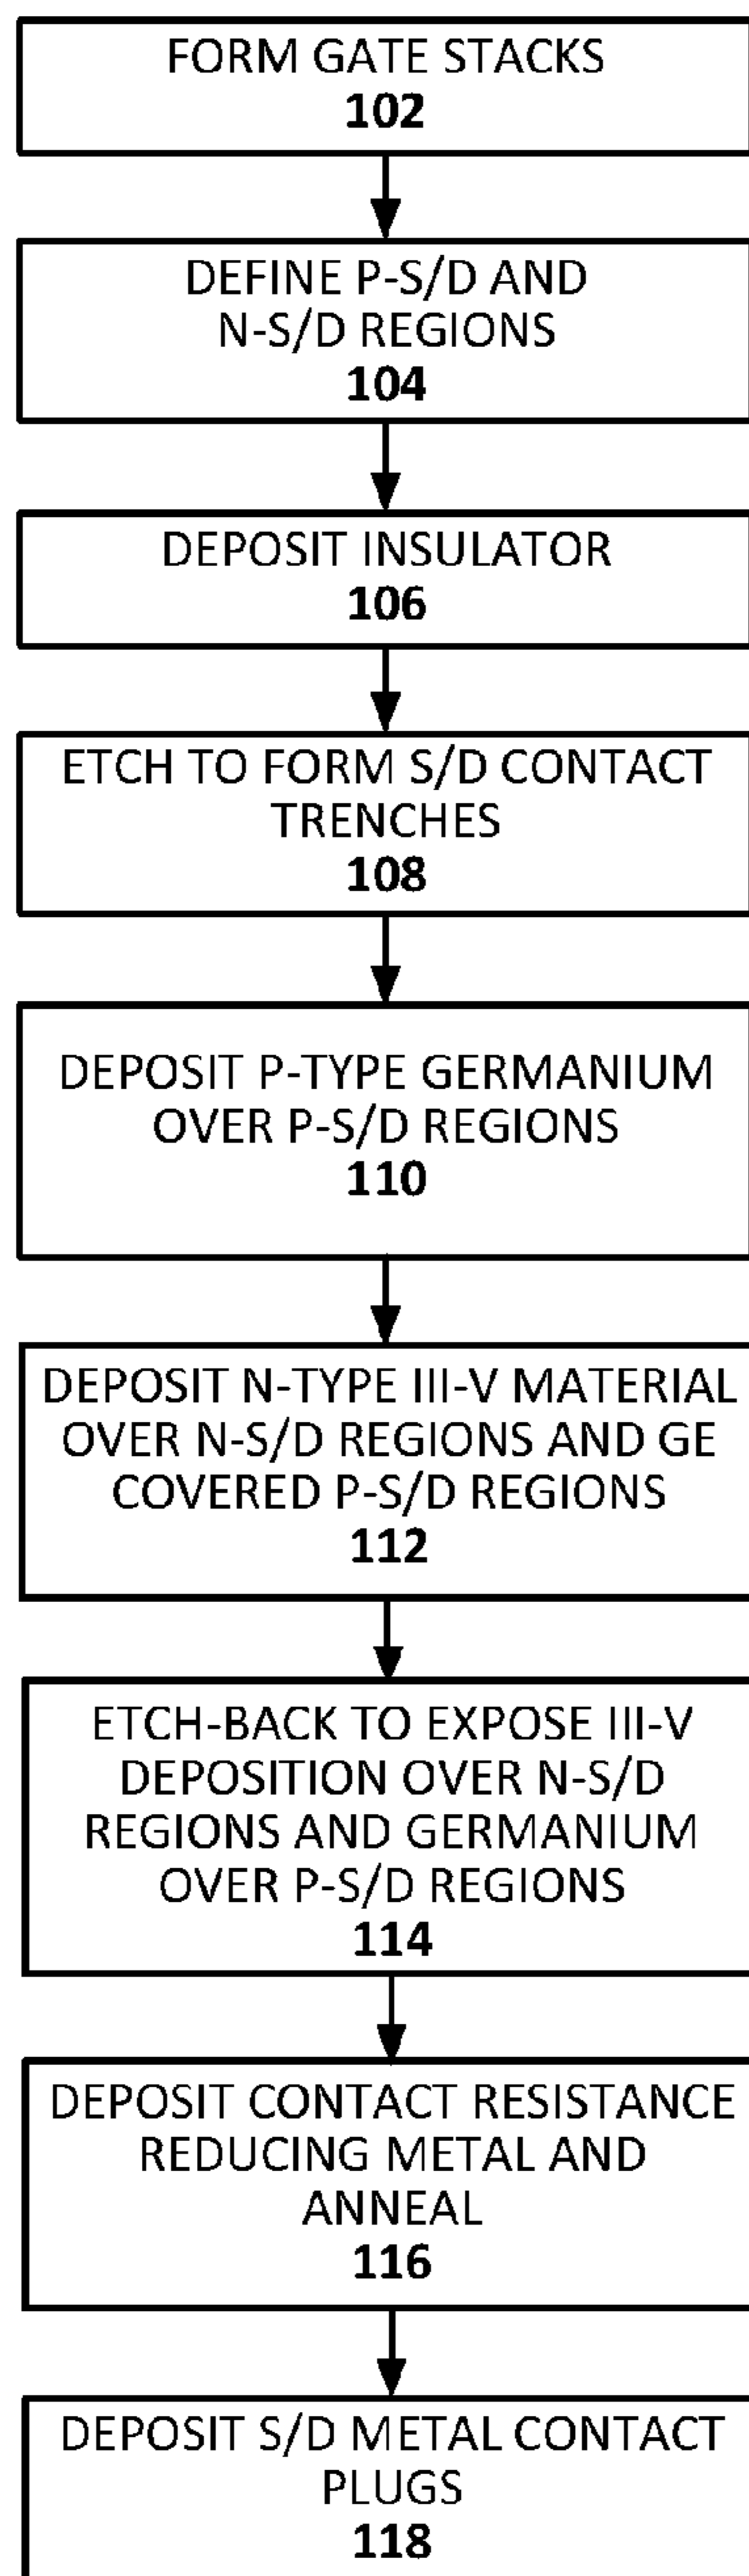 FORM GATE STACKS
102
DEFINE P-S/D AND
N-S/D REGIONS
104
DEPOSIT INSULATOR
106
ETCH TO FORM S/D CONTACT
TRENCHES
108
DEPOSIT P-TYPE GERMANIUM
OVER P-S/D REGIONS
110
DEPOSIT N-TYPE III-V MATERIAL
OVER N-S/D REGIONS AND GE
COVERED P-S/D REGIONS
112
ETCH-BACK TO EXPOSE III-V
DEPOSITION OVER N-S/D
REGIONS AND GERMANIUM
OVER P-S/D REGIONS
114
DEPOSIT CONTACT RESISTANCE
REDUCING METAL AND
ANNEAL
116
DEPOSIT S/D METAL CONTACT
PLUGS
118